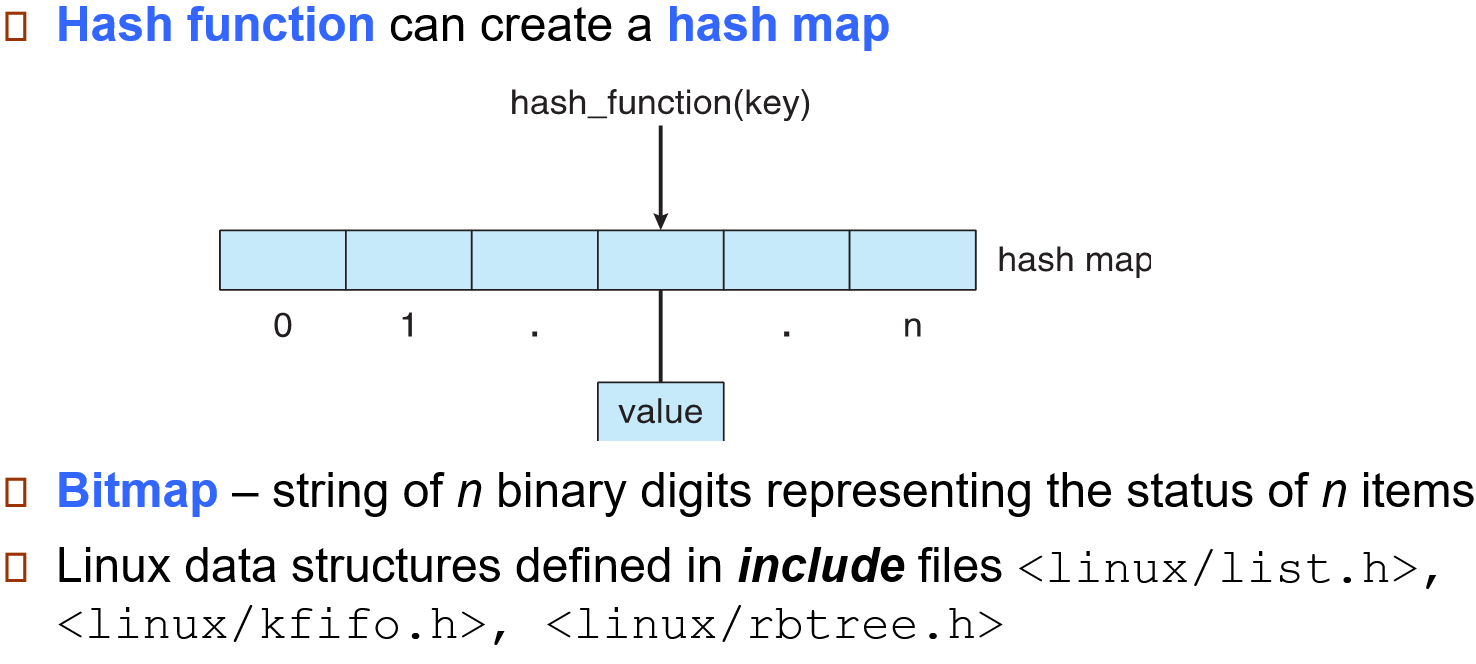 Hash function can create a hash map
hash_function(key)
hash map
0 1 . . n
value
Bitmap – string of n binary digits representing the status of n items
Linux data structures defined in include files <linux/list.h>,
<linux/kfifo.h>, <linux/rbtree.h>